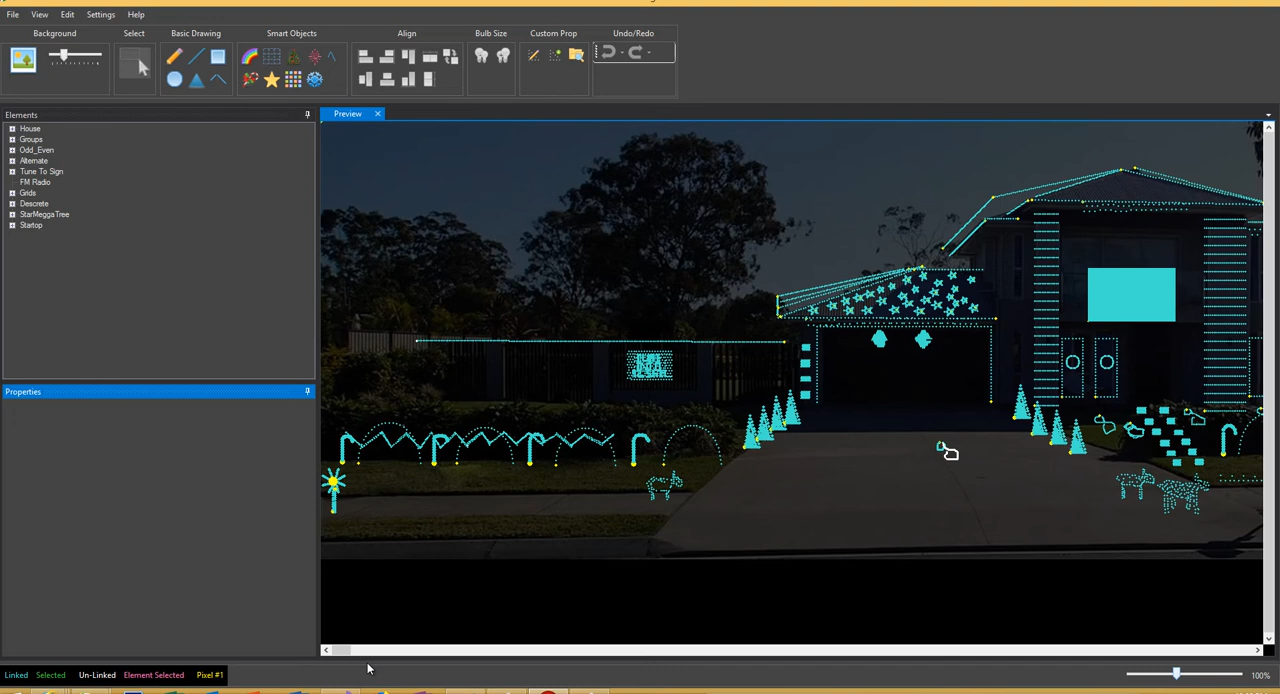 File View Edit Settings Help
Background Select Basic Drawing Smart Objects Align Bulb Size Custom Prop Undo/Redo
Elements
Preview
House
Groups
Odd_Even
Alternate
Tune To Sign
FM Radio
Grids
Descrete
StarMeggaTree
Startop
Properties
Linked Selected Un-Linked Element Selected Pixel #1
100%